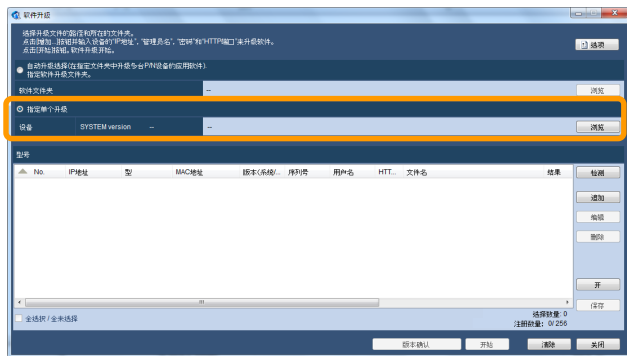 软件升级
选择升级文件的路径和所在的文件夹。
点击[增加...]按钮并输入设备的"IP地址", "管理员名", "密码"和"HTTP端口"来升级软件。
点击[开始]按钮, 软件升级开始。
选项
自动升级选择(在指定文件夹中升级多台P/N设备的应用软件).
指定软件升级文件夹。
软件文件夹 -- 浏览
指定单个升级
设备 SYSTEM version -- -- 浏览
型号
No. IP地址 型 MAC地址 版本(系统/... 序列号 用户名 HTT... 文件名 结果
检测
追加
编辑
删除
开
保存
全选択 / 全未选择
选择数量: 0
注册数量: 0/ 256
版本确认 开始 清除 关闭